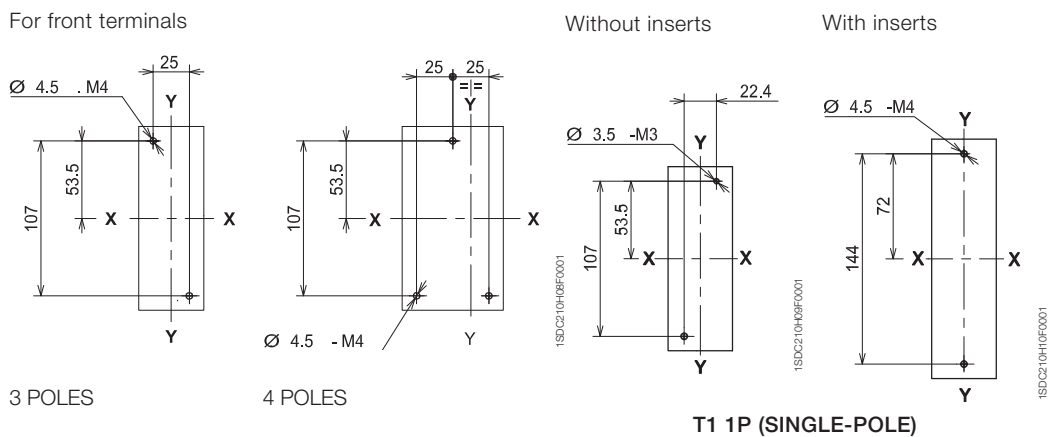 For front terminals
Without inserts
With inserts
25
Ø 4.5 . M4
Y
53.5
107
X X
Y
3 POLES
25 25
= =
Y
53.5
107
X X
Ø 4.5 - M4
Y
4 POLES
22.4
Ø 3.5 -M3
Y
53.5
107
X X
Y
1SDC210H08F0001
1SDC210H09F0001
Ø 4.5 -M4
Y
72
144
X X
Y
1SDC210H10F0001
T1 1P (SINGLE-POLE)